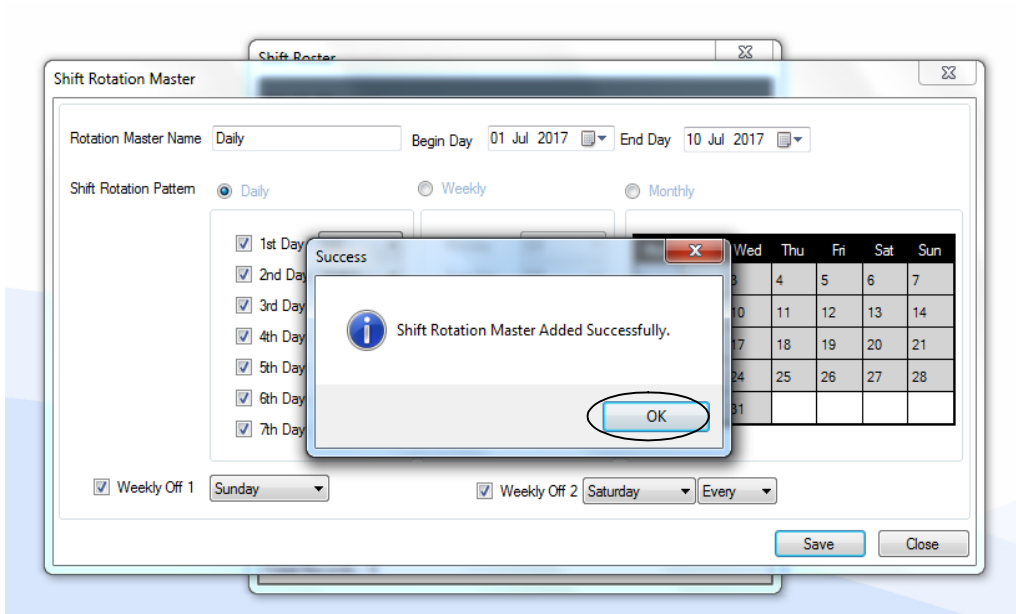 Shift Roster
Shift Rotation Master
Rotation Master Name Daily Begin Day 01 Jul 2017 End Day 10 Jul 2017
Shift Rotation Pattern Daily Weekly Monthly
1st Day
2nd Day
3rd Day
4th Day
5th Day
6th Day
7th Day
Success
Shift Rotation Master Added Successfully.
OK
Wed Thu Fri Sat Sun
3 4 5 6 7
10 11 12 13 14
17 18 19 20 21
24 25 26 27 28
31
Weekly Off 1 Sunday Weekly Off 2 Saturday Every
Save Close